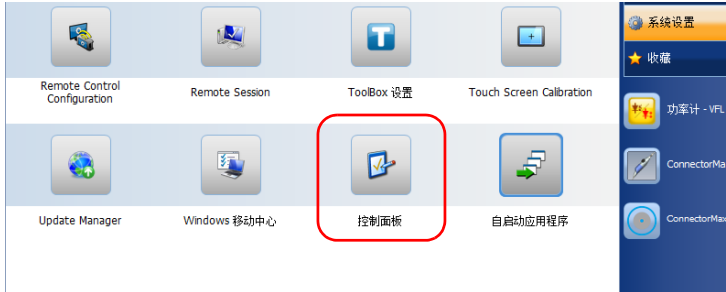 系统设置
收藏
Remote Control
Configuration
Remote Session
ToolBox 设置
Touch Screen Calibration
功率计 - VFL
ConnectorMa
Update Manager
Windows 移动中心
控制面板
自启动应用程序
ConnectorMax